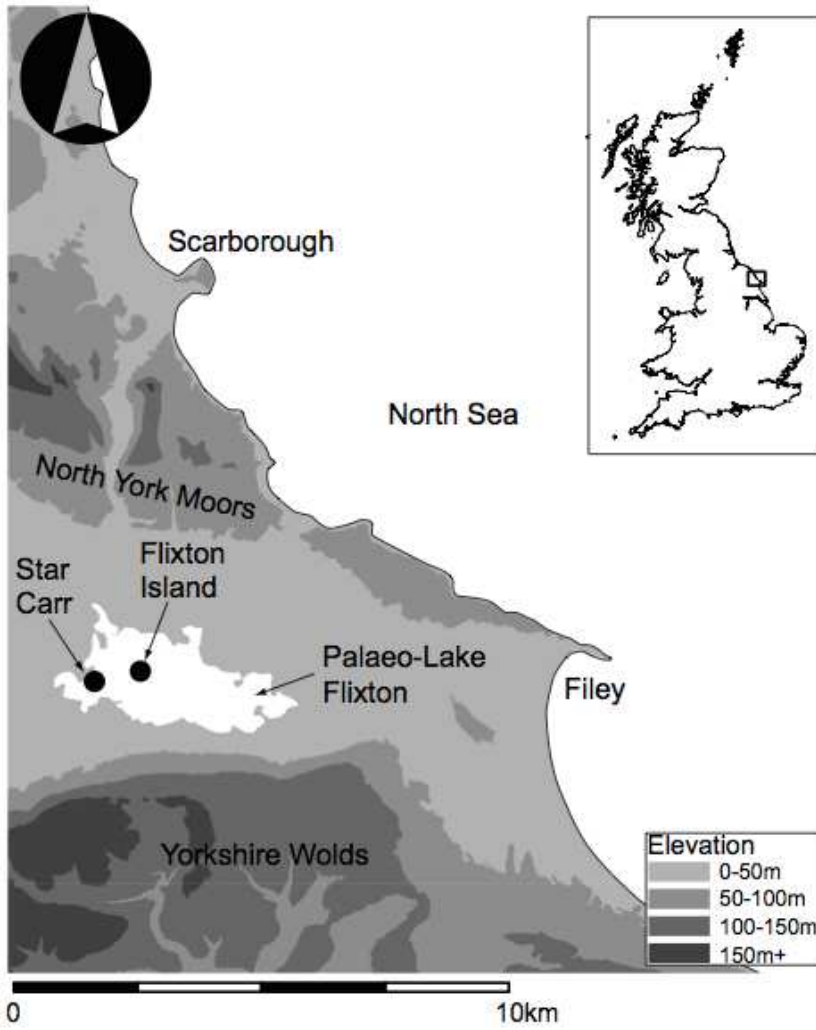 Scarborough
North Sea
North York Moors
Star
Carr
Flixton
Island
Palaeo-Lake
Flixton
Filey
Yorkshire Wolds
Elevation
0-50m
50-100m
100-150m
150m+
0
10km